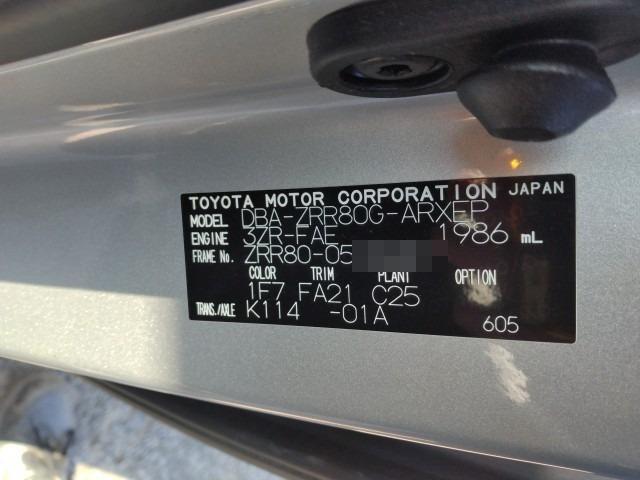 TOYOTA MOTOR CORPORATION JAPAN
MODEL DBA-ZRR80G-ARXEP
ENGINE 3ZR-FAE 1986 mL
FRAME No. ZRR80-05
COLOR TRIM PLANT OPTION
1F7 FA21 C25
TRANS./AXLE K114 -01A
605